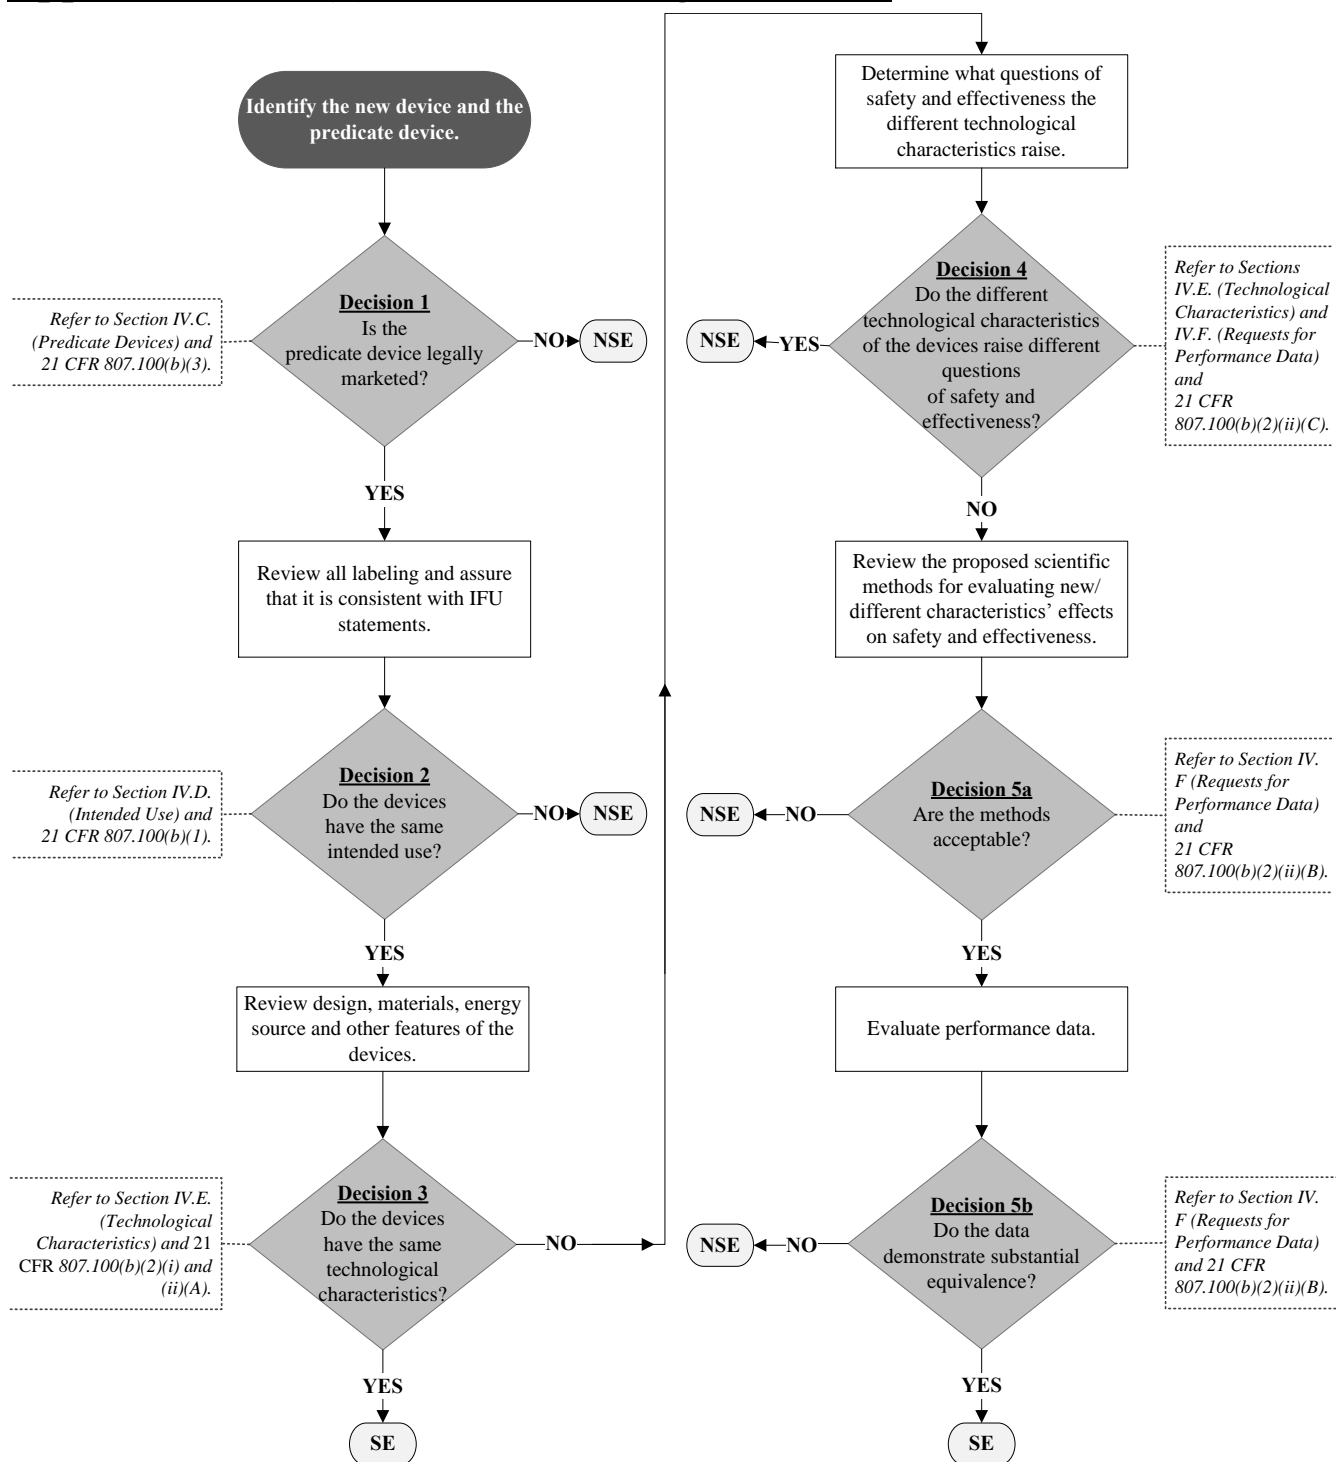 Identify the new device and the
predicate device.
Decision 1
Is the
predicate device legally
marketed?
Refer to Section IV.C.
(Predicate Devices) and
21 CFR 807.100(b)(3).
NO
NSE
YES
Review all labeling and assure
that it is consistent with IFU
statements.
Decision 2
Do the devices
have the same
intended use?
Refer to Section IV.D.
(Intended Use) and
21 CFR 807.100(b)(1).
NO
NSE
YES
Review design, materials, energy
source and other features of the
devices.
Decision 3
Do the devices
have the same
technological
characteristics?
Refer to Section IV.E.
(Technological
Characteristics) and 21
CFR 807.100(b)(2)(i) and
(ii)(A).
NO
YES
SE
Determine what questions of
safety and effectiveness the
different technological
characteristics raise.
Decision 4
Do the different
technological characteristics
of the devices raise different
questions
of safety and
effectiveness?
Refer to Sections
IV.E. (Technological
Characteristics) and
IV.F. (Requests for
Performance Data)
and
21 CFR
807.100(b)(2)(ii)(C).
YES
NSE
NO
Review the proposed scientific
methods for evaluating new/
different characteristics’ effects
on safety and effectiveness.
Decision 5a
Are the methods
acceptable?
Refer to Section IV.
F (Requests for
Performance Data)
and
21 CFR
807.100(b)(2)(ii)(B).
NO
NSE
YES
Evaluate performance data.
Decision 5b
Do the data
demonstrate substantial
equivalence?
Refer to Section IV.
F (Requests for
Performance Data)
and 21 CFR
807.100(b)(2)(ii)(B).
NO
NSE
YES
SE